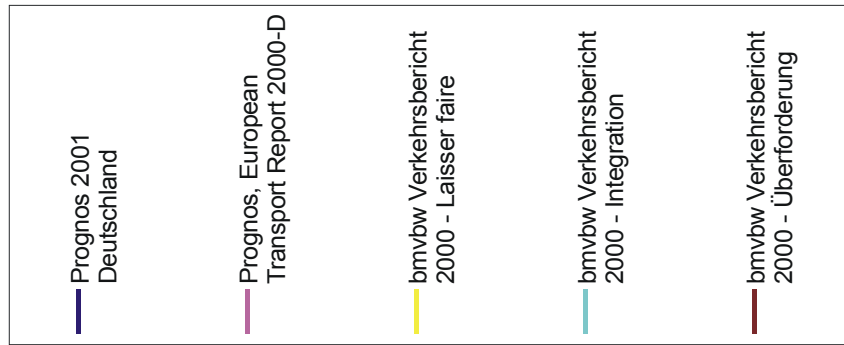 Prognos 2001
Deutschland
Prognos, European
Transport Report 2000-D
bmvbw Verkehrsbericht
2000 - Laisser faire
bmvbw Verkehrsbericht
2000 - Integration
bmvbw Verkehrsbericht
2000 - Überforderung